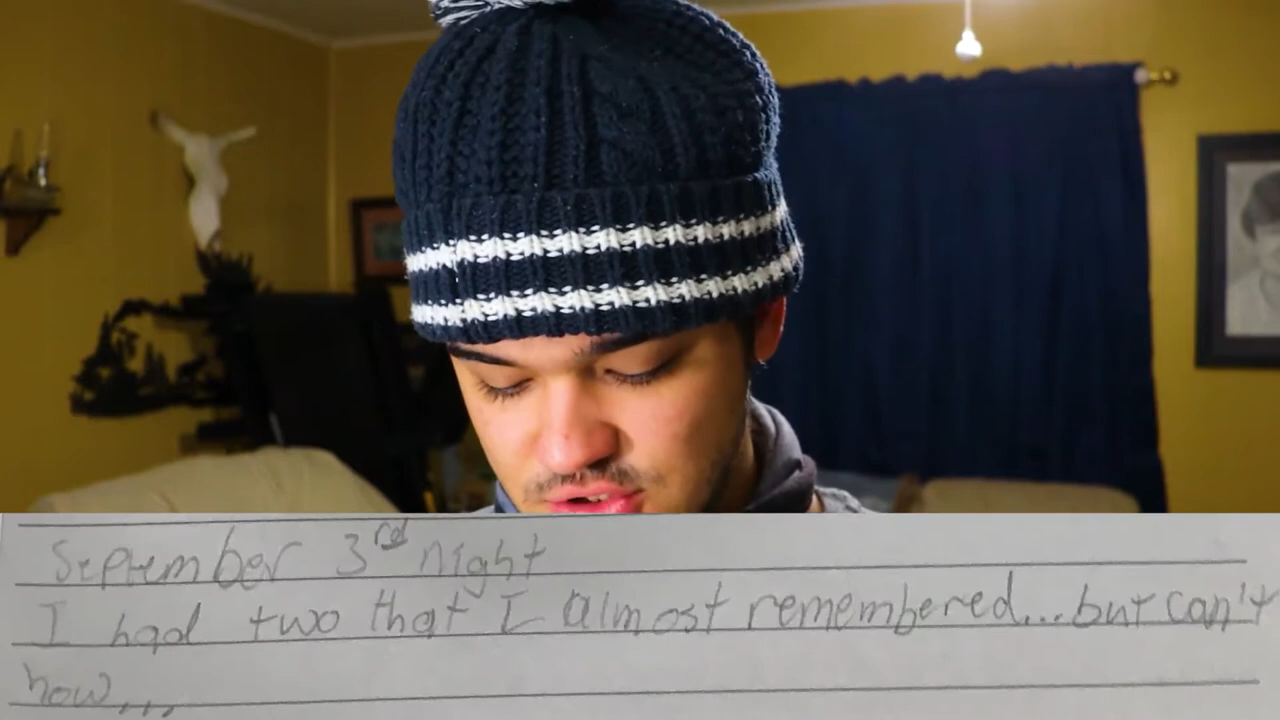 September 3rd night
I had two that I almost remembered...but can't
now,,,